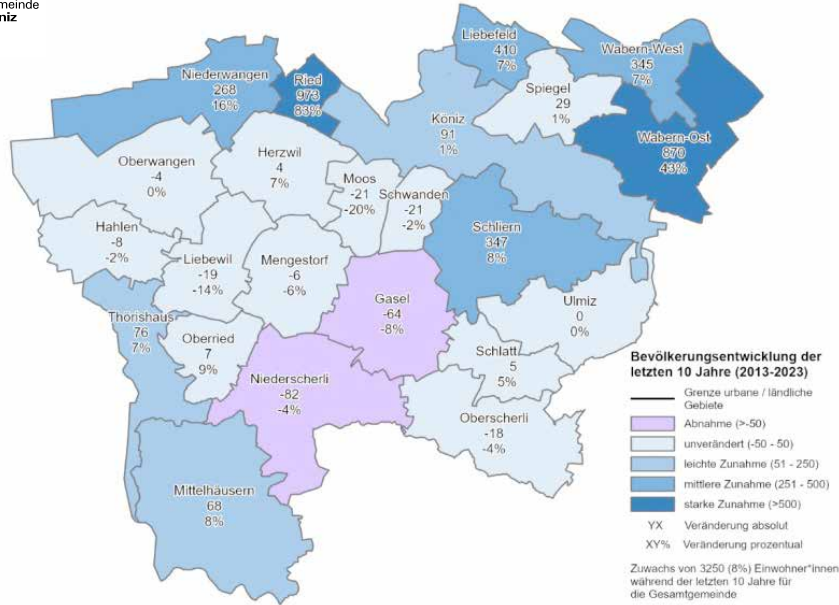 meinde
niz
Liebefeld
410
7%
Wabern-West
345
7%
Niederwangen
268
16%
Ried
973
83%
Spiegel
29
1%
Köniz
91
1%
Wabern-Ost
870
43%
Oberwangen
-4
0%
Herzwil
4
7%
Moos
-21
-20%
Schwanden
-21
-2%
Hahlen
-8
-2%
Schliern
347
8%
Liebewil
-19
-14%
Mengestorf
-6
-6%
Gasel
-64
-8%
Ulmiz
0
0%
Thörishaus
76
7%
Oberried
7
9%
Schlatt
5
5%
Niederscherli
-82
-4%
Oberscherli
-18
-4%
Mittelhäusern
68
8%
Bevölkerungsentwicklung der
letzten 10 Jahre (2013-2023)
Grenze urbane / ländliche
Gebiete
Abnahme (>-50)
unverändert (-50 - 50)
leichte Zunahme (51 - 250)
mittlere Zunahme (251 - 500)
starke Zunahme (>500)
YX Veränderung absolut
XY% Veränderung prozentual
Zuwachs von 3250 (8%) Einwohner*innen
während der letzten 10 Jahre für
die Gesamtgemeinde